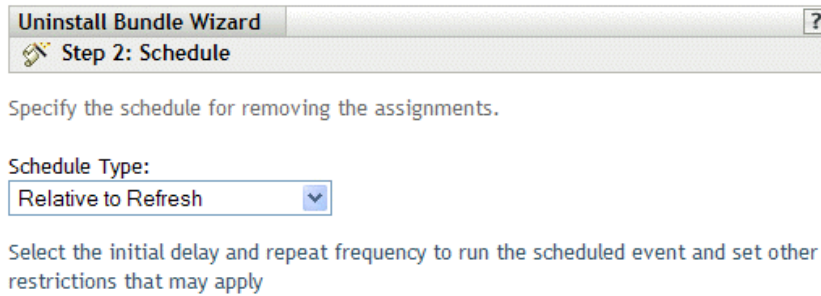 Uninstall Bundle Wizard
?
Step 2: Schedule
Specify the schedule for removing the assignments.
Schedule Type:
Relative to Refresh
Select the initial delay and repeat frequency to run the scheduled event and set other
restrictions that may apply